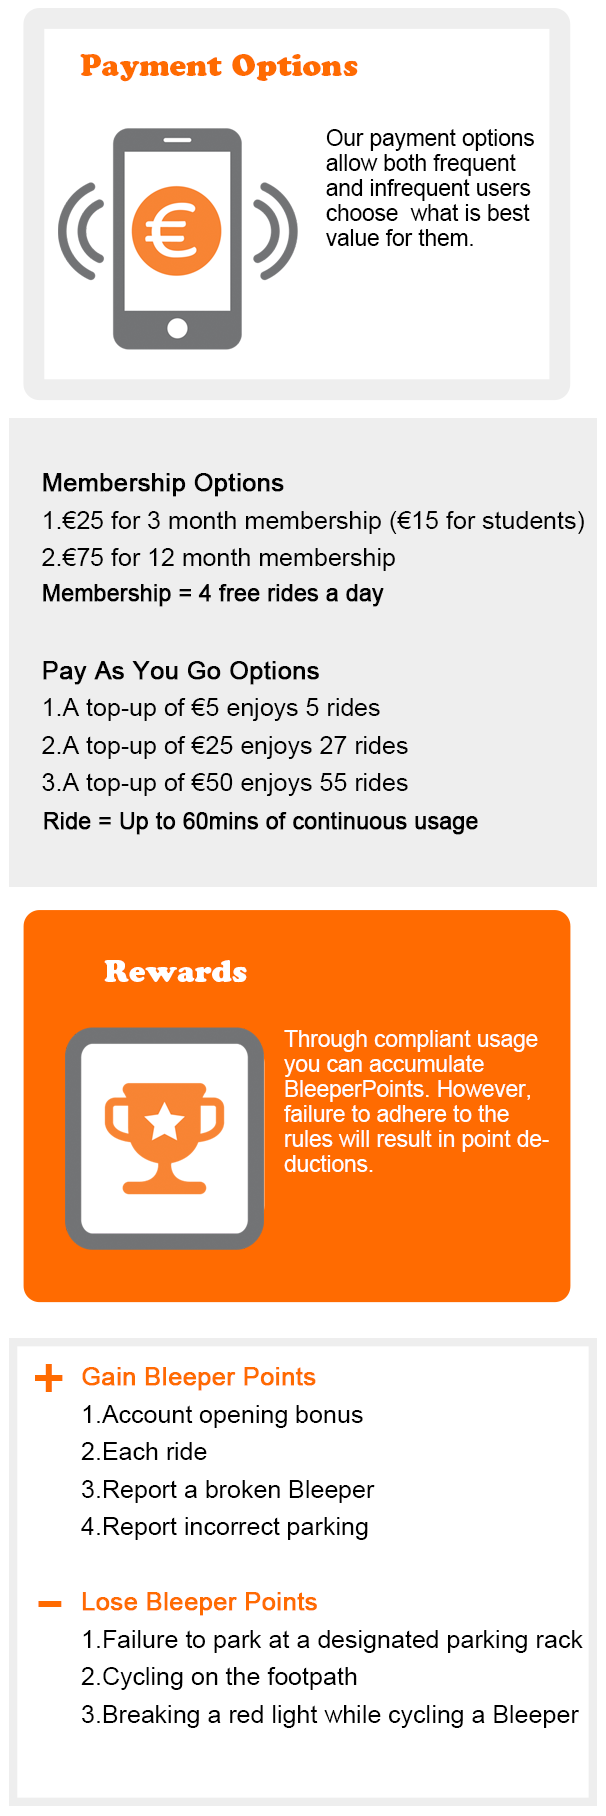 Payment Options
Our payment options
allow both frequent
and infrequent users
choose what is best
value for them.
€
Membership Options
1.€25 for 3 month membership (€15 for students)
2.€75 for 12 month membership
Membership = 4 free rides a day
Pay As You Go Options
1.A top-up of €5 enjoys 5 rides
2.A top-up of €25 enjoys 27 rides
3.A top-up of €50 enjoys 55 rides
Ride = Up to 60mins of continuous usage
Rewards
Through compliant usage
you can accumulate
BleeperPoints. However,
failure to adhere to the
rules will result in point de-
ductions.
+ Gain Bleeper Points
1.Account opening bonus
2.Each ride
3.Report a broken Bleeper
4.Report incorrect parking
− Lose Bleeper Points
1.Failure to park at a designated parking rack
2.Cycling on the footpath
3.Breaking a red light while cycling a Bleeper